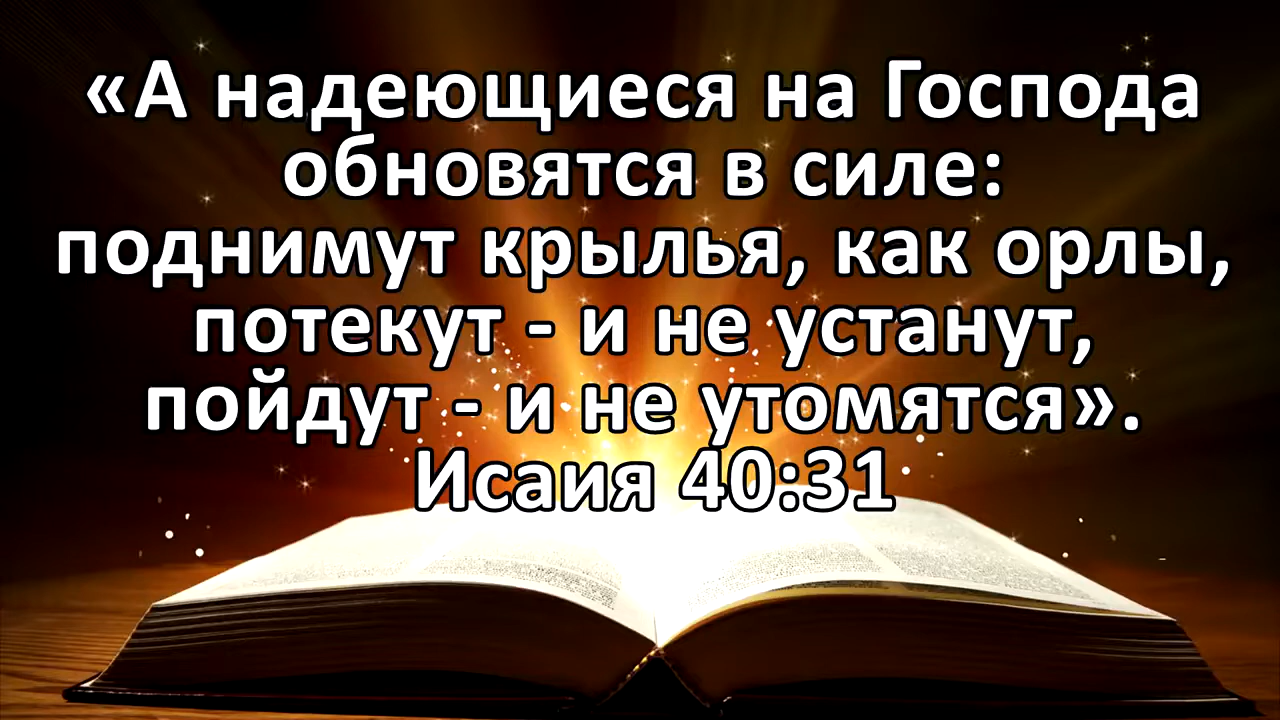 «А надеющиеся на Господа
обновятся в силе:
поднимут крылья, как орлы,
потекут - и не устанут,
пойдут - и не утомятся».
Исаия 40:31